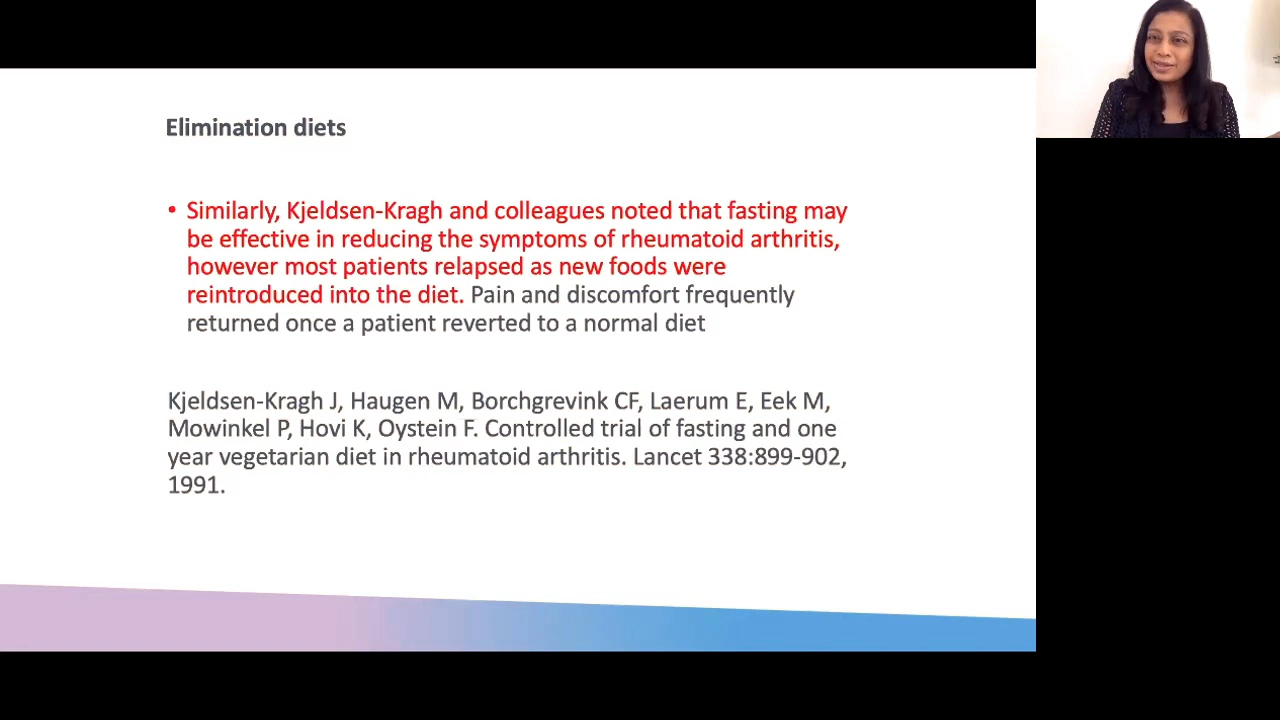 Elimination diets
• Similarly, Kjeldsen-Kragh and colleagues noted that fasting may
be effective in reducing the symptoms of rheumatoid arthritis,
however most patients relapsed as new foods were
reintroduced into the diet. Pain and discomfort frequently
returned once a patient reverted to a normal diet
Kjeldsen-Kragh J, Haugen M, Borchgrevink CF, Laerum E, Eek M,
Mowinkel P, Hovi K, Oystein F. Controlled trial of fasting and one
year vegetarian diet in rheumatoid arthritis. Lancet 338:899-902,
1991.